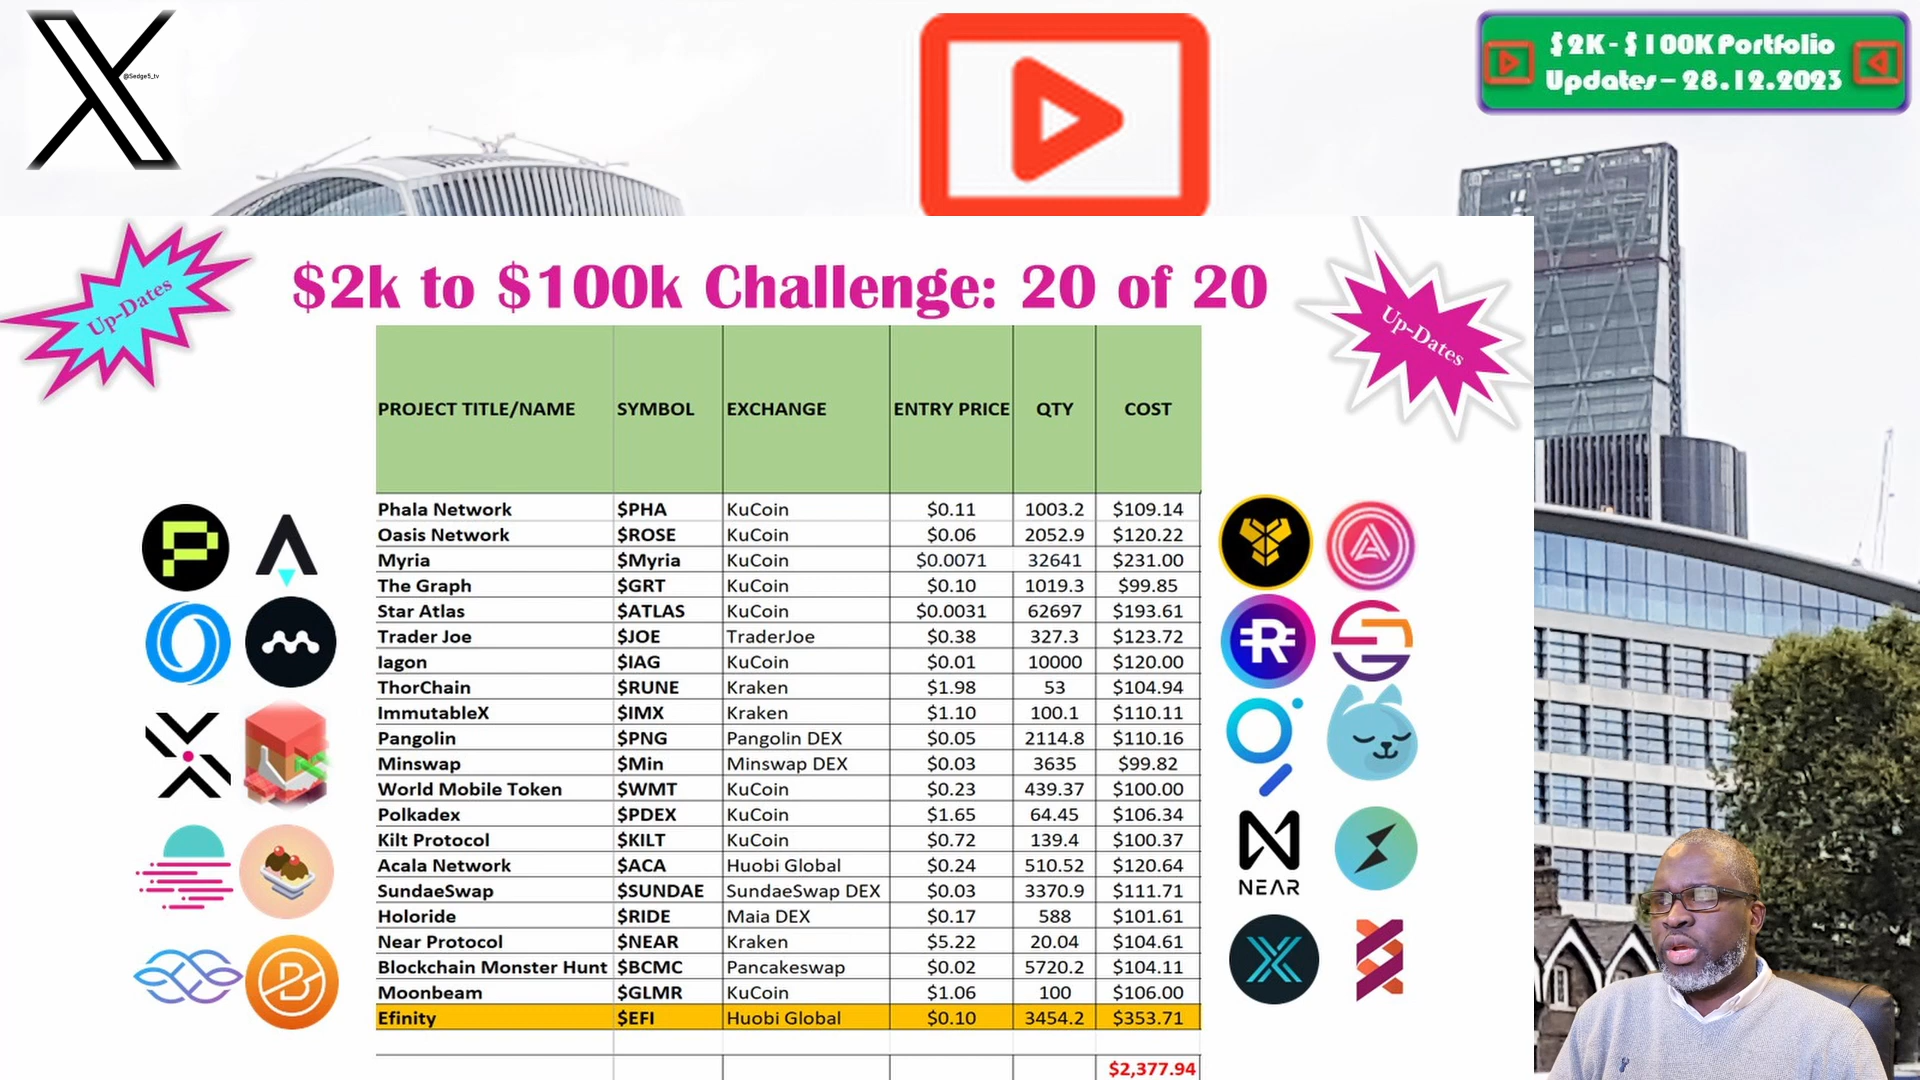 @Sedge5_tv
$2K - $100K Portfolio
Updates – 28.12.2023
Up-Dates
$2k to $100k Challenge: 20 of 20
Up-Dates
PROJECT TITLE/NAME SYMBOL EXCHANGE ENTRY PRICE QTY COST
Phala Network $PHA KuCoin $0.11 1003.2 $109.14
Oasis Network $ROSE KuCoin $0.06 2052.9 $120.22
Myria $Myria KuCoin $0.0071 32641 $231.00
The Graph $GRT KuCoin $0.10 1019.3 $99.85
Star Atlas $ATLAS KuCoin $0.0031 62697 $193.61
Trader Joe $JOE TraderJoe $0.38 327.3 $123.72
Iagon $IAG KuCoin $0.01 10000 $120.00
ThorChain $RUNE Kraken $1.98 53 $104.94
ImmutableX $IMX Kraken $1.10 100.1 $110.11
Pangolin $PNG Pangolin DEX $0.05 2114.8 $110.16
Minswap $Min Minswap DEX $0.03 3635 $99.82
World Mobile Token $WMT KuCoin $0.23 439.37 $100.00
Polkadex $PDEX KuCoin $1.65 64.45 $106.34
Kilt Protocol $KILT KuCoin $0.72 139.4 $100.37
Acala Network $ACA Huobi Global $0.24 510.52 $120.64
SundaeSwap $SUNDAE SundaeSwap DEX $0.03 3370.9 $111.71
Holoride $RIDE Maia DEX $0.17 588 $101.61
Near Protocol $NEAR Kraken $5.22 20.04 $104.61
Blockchain Monster Hunt $BCMC Pancakeswap $0.02 5720.2 $104.11
Moonbeam $GLMR KuCoin $1.06 100 $106.00
Efinity $EFI Huobi Global $0.10 3454.2 $353.71
$2,377.94
NEAR